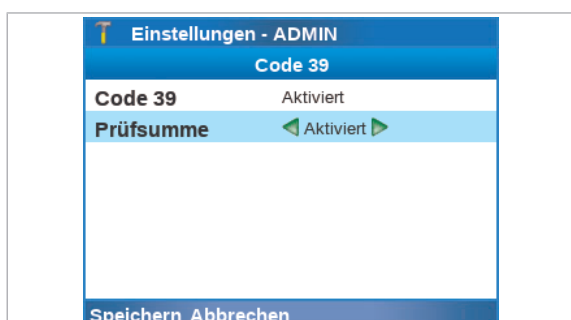 Einstellungen - ADMIN
Code 39
Code 39 Aktiviert
Prüfsumme Aktiviert
Speichern Abbrechen